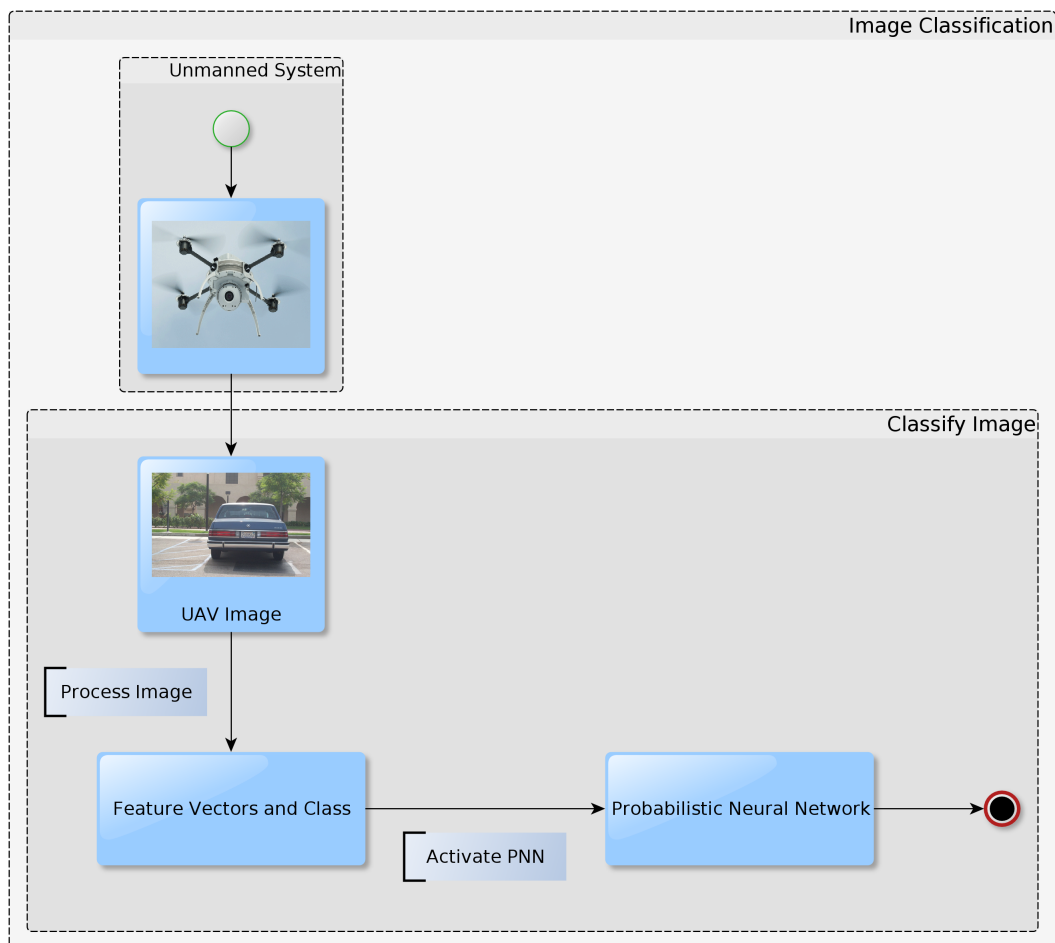 Image Classification
Unmanned System
Classify Image
UAV Image
Process Image
Feature Vectors and Class
Probabilistic Neural Network
Activate PNN